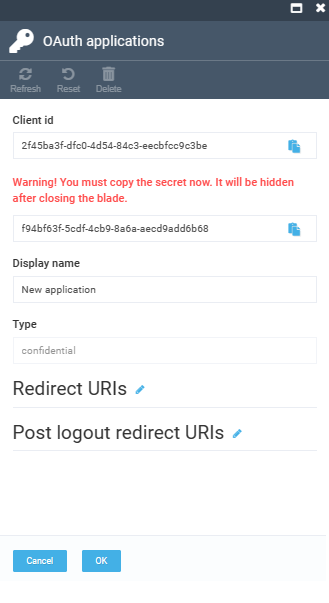 OAuth applications
Refresh
Reset
Delete
Client id
2f45ba3f-dfc0-4d54-84c3-eecbfcc9c3be
Warning! You must copy the secret now. It will be hidden
after closing the blade.
f94bf63f-5cdf-4cb9-8a6a-aecd9add6b68
Display name
New application
Type
confidential
Redirect URIs
Post logout redirect URIs
Cancel
OK